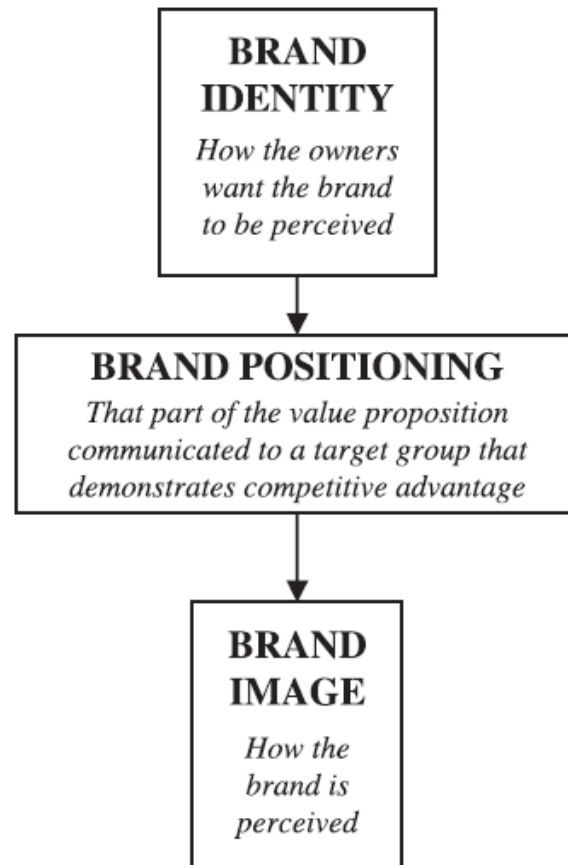 BRAND
IDENTITY
How the owners
want the brand
to be perceived
BRAND POSITIONING
That part of the value proposition
communicated to a target group that
demonstrates competitive advantage
BRAND
IMAGE
How the
brand is
perceived